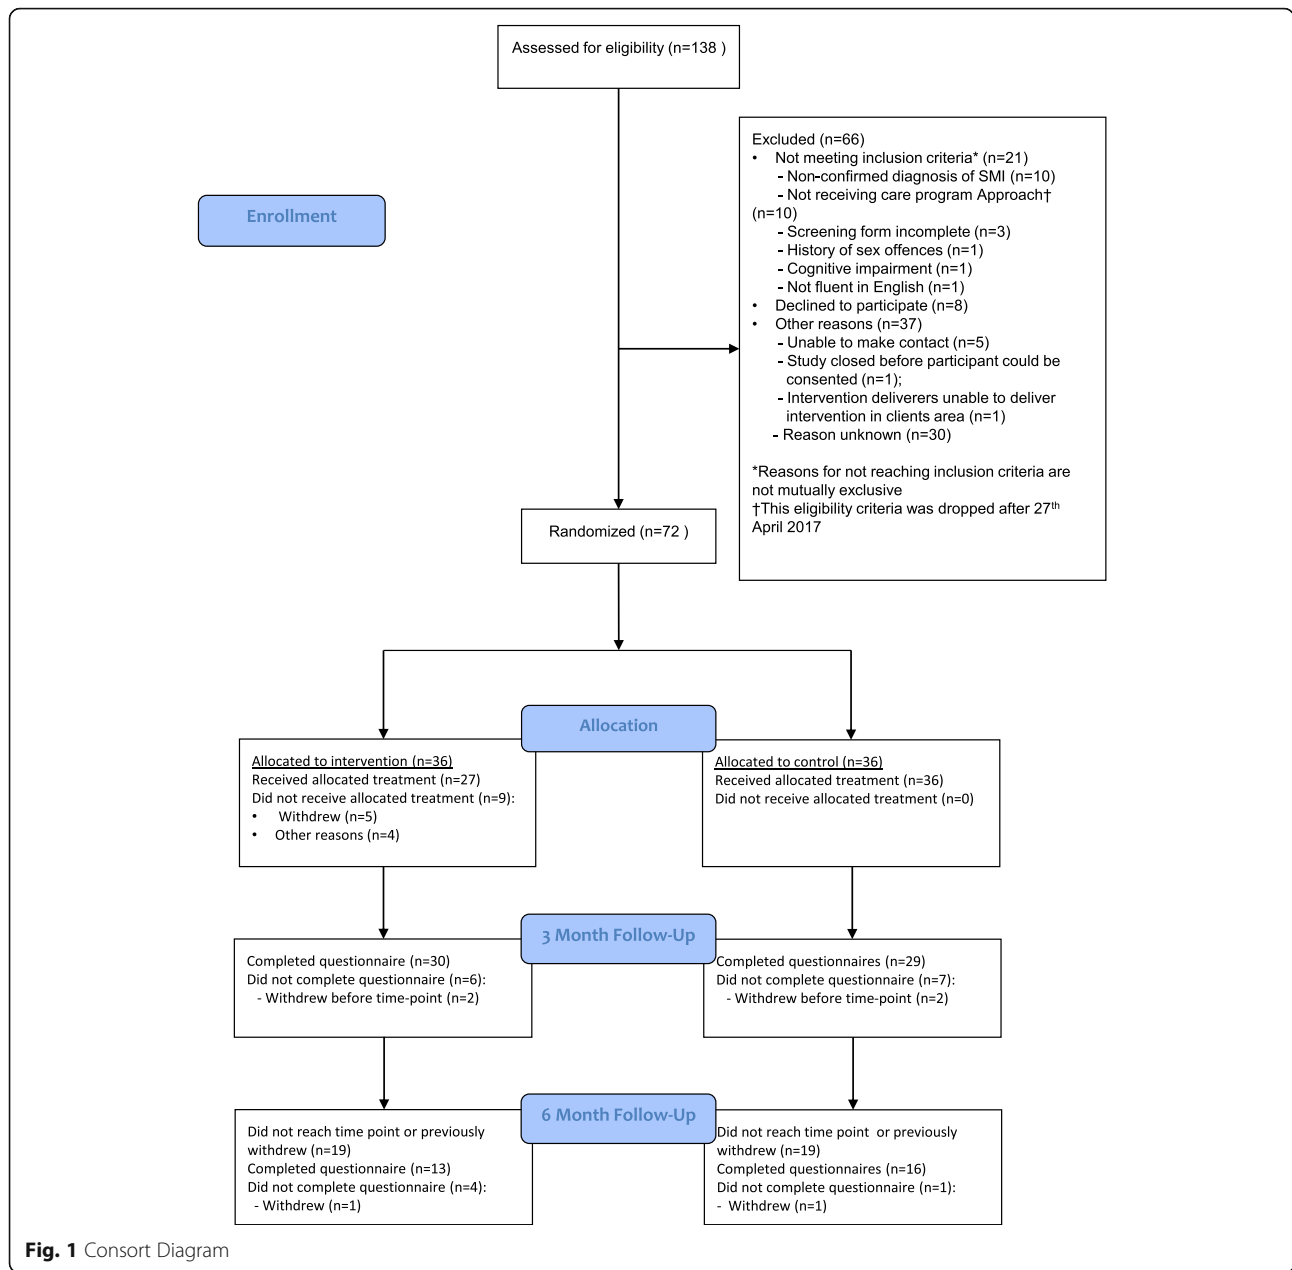 Assessed for eligibility (n=138 )
Excluded (n=66)
• Not meeting inclusion criteria* (n=21)
- Non-confirmed diagnosis of SMI (n=10)
- Not receiving care program Approach†
(n=10)
- Screening form incomplete (n=3)
- History of sex offences (n=1)
- Cognitive impairment (n=1)
- Not fluent in English (n=1)
• Declined to participate (n=8)
• Other reasons (n=37)
- Unable to make contact (n=5)
- Study closed before participant could be
consented (n=1);
- Intervention deliverers unable to deliver
intervention in clients area (n=1)
- Reason unknown (n=30)
*Reasons for not reaching inclusion criteria are
not mutually exclusive
†This eligibility criteria was dropped after 27th
April 2017
Enrollment
Randomized (n=72 )
Allocation
Allocated to intervention (n=36)
Received allocated treatment (n=27)
Did not receive allocated treatment (n=9):
• Withdrew (n=5)
• Other reasons (n=4)
Allocated to control (n=36)
Received allocated treatment (n=36)
Did not receive allocated treatment (n=0)
3 Month Follow-Up
Completed questionnaire (n=30)
Did not complete questionnaire (n=6):
- Withdrew before time-point (n=2)
Completed questionnaires (n=29)
Did not complete questionnaire (n=7):
- Withdrew before time-point (n=2)
6 Month Follow-Up
Did not reach time point or previously
withdrew (n=19)
Completed questionnaire (n=13)
Did not complete questionnaire (n=4):
- Withdrew (n=1)
Did not reach time point or previously
withdrew (n=19)
Completed questionnaires (n=16)
Did not complete questionnaire (n=1):
- Withdrew (n=1)
Fig. 1 Consort Diagram